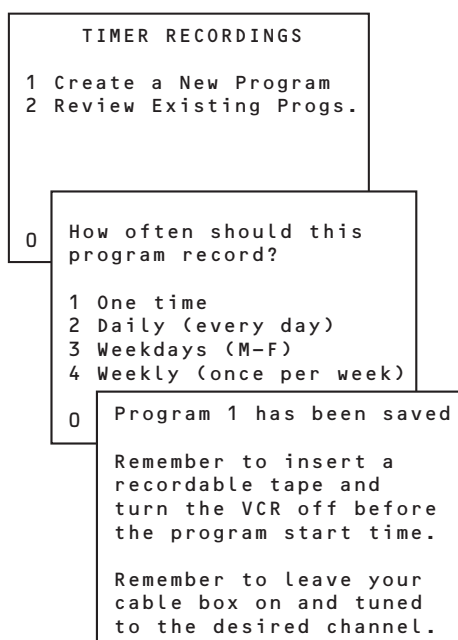 TIMER RECORDINGS
1 Create a New Program
2 Review Existing Progs.
0
How often should this
program record?
1 One time
2 Daily (every day)
3 Weekdays (M–F)
4 Weekly (once per week)
0
Program 1 has been saved
Remember to insert a
recordable tape and
turn the VCR off before
the program start time.
Remember to leave your
cable box on and tuned
to the desired channel.